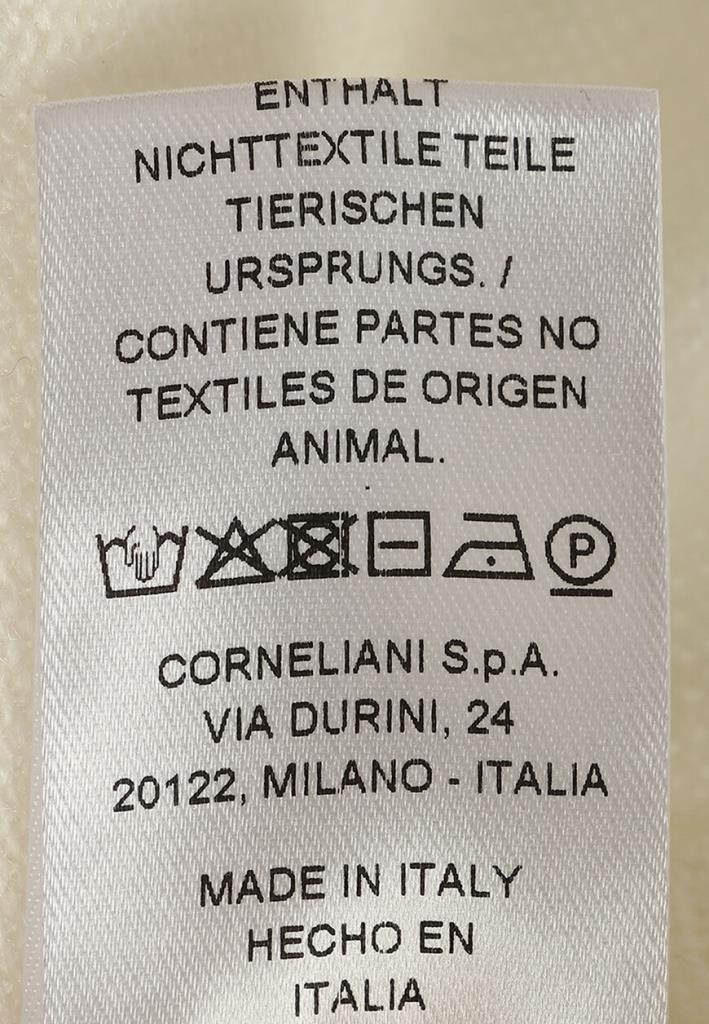 ENTHALT
NICHTTEXTILE TEILE
TIERISCHEN
URSPRUNGS. /
CONTIENE PARTES NO
TEXTILES DE ORIGEN
ANIMAL.
P
CORNELIANI S.p.A.
VIA DURINI, 24
20122, MILANO - ITALIA
MADE IN ITALY
HECHO EN
ITALIA